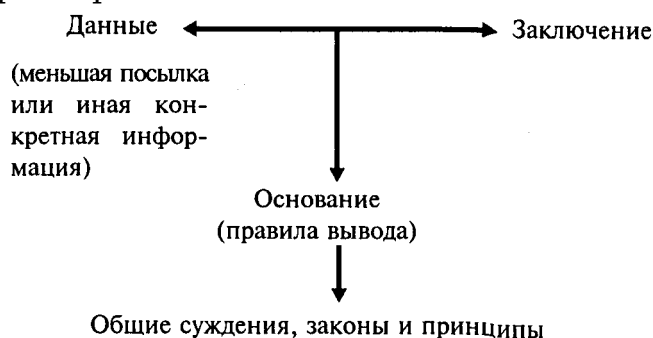 Данные
Заключение
(меньшая посылка
или иная кон-
кретная инфор-
мация)
Основание
(правила вывода)
Общие суждения, законы и принципы